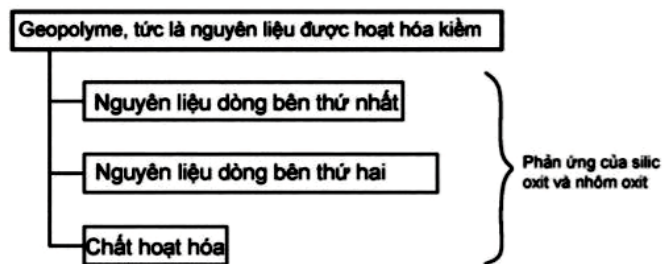 Geopolyme, tức là nguyên liệu được hoạt hóa kiềm
Nguyên liệu dòng bên thứ nhất
Nguyên liệu dòng bên thứ hai
Chất hoạt hóa
Phản ứng của silic
oxit và nhôm oxit